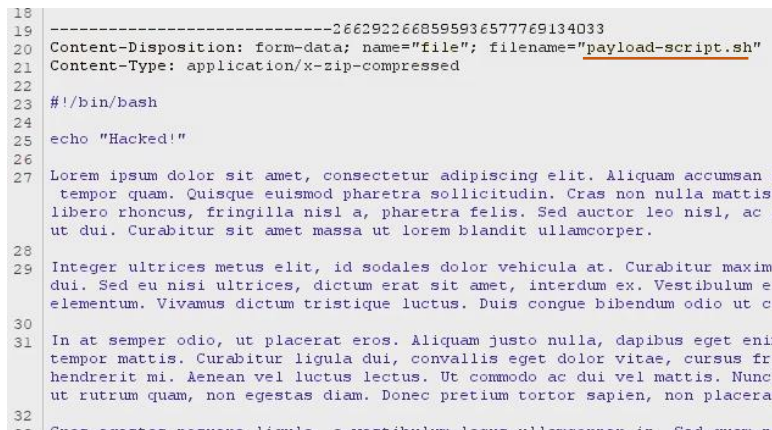 18
19 -----------------------------26629226685959365777769134033
20 Content-Disposition: form-data; name="file"; filename="payload-script.sh"
21 Content-Type: application/x-zip-compressed
22
23 #!/bin/bash
24
25 echo "Hacked!"
26
27 Lorem ipsum dolor sit amet, consectetur adipiscing elit. Aliquam accumsan
tempor quam. Quisque euismod pharetra sollicitudin. Cras non nulla mattis
libero rhoncus, fringilla nisl a, pharetra felis. Sed auctor leo nisl, ac
ut dui. Curabitur sit amet massa ut lorem blandit ullamcorper.
28
29 Integer ultrices metus elit, id sodales dolor vehicula at. Curabitur maxim
dui. Sed eu nisi ultrices, dictum erat sit amet, interdum ex. Vestibulum e
elementum. Vivamus dictum tristique luctus. Duis congue bibendum odio ut c
30
31 In at semper odio, ut placerat eros. Aliquam justo nulla, dapibus eget eni
tempor mattis. Curabitur ligula dui, convallis eget dolor vitae, cursus fr
hendrerit mi. Aenean vel luctus lectus. Ut commodo ac dui vel mattis. Nunc
ut rutrum quam, non egestas diam. Donec pretium tortor sapien, non placera
32